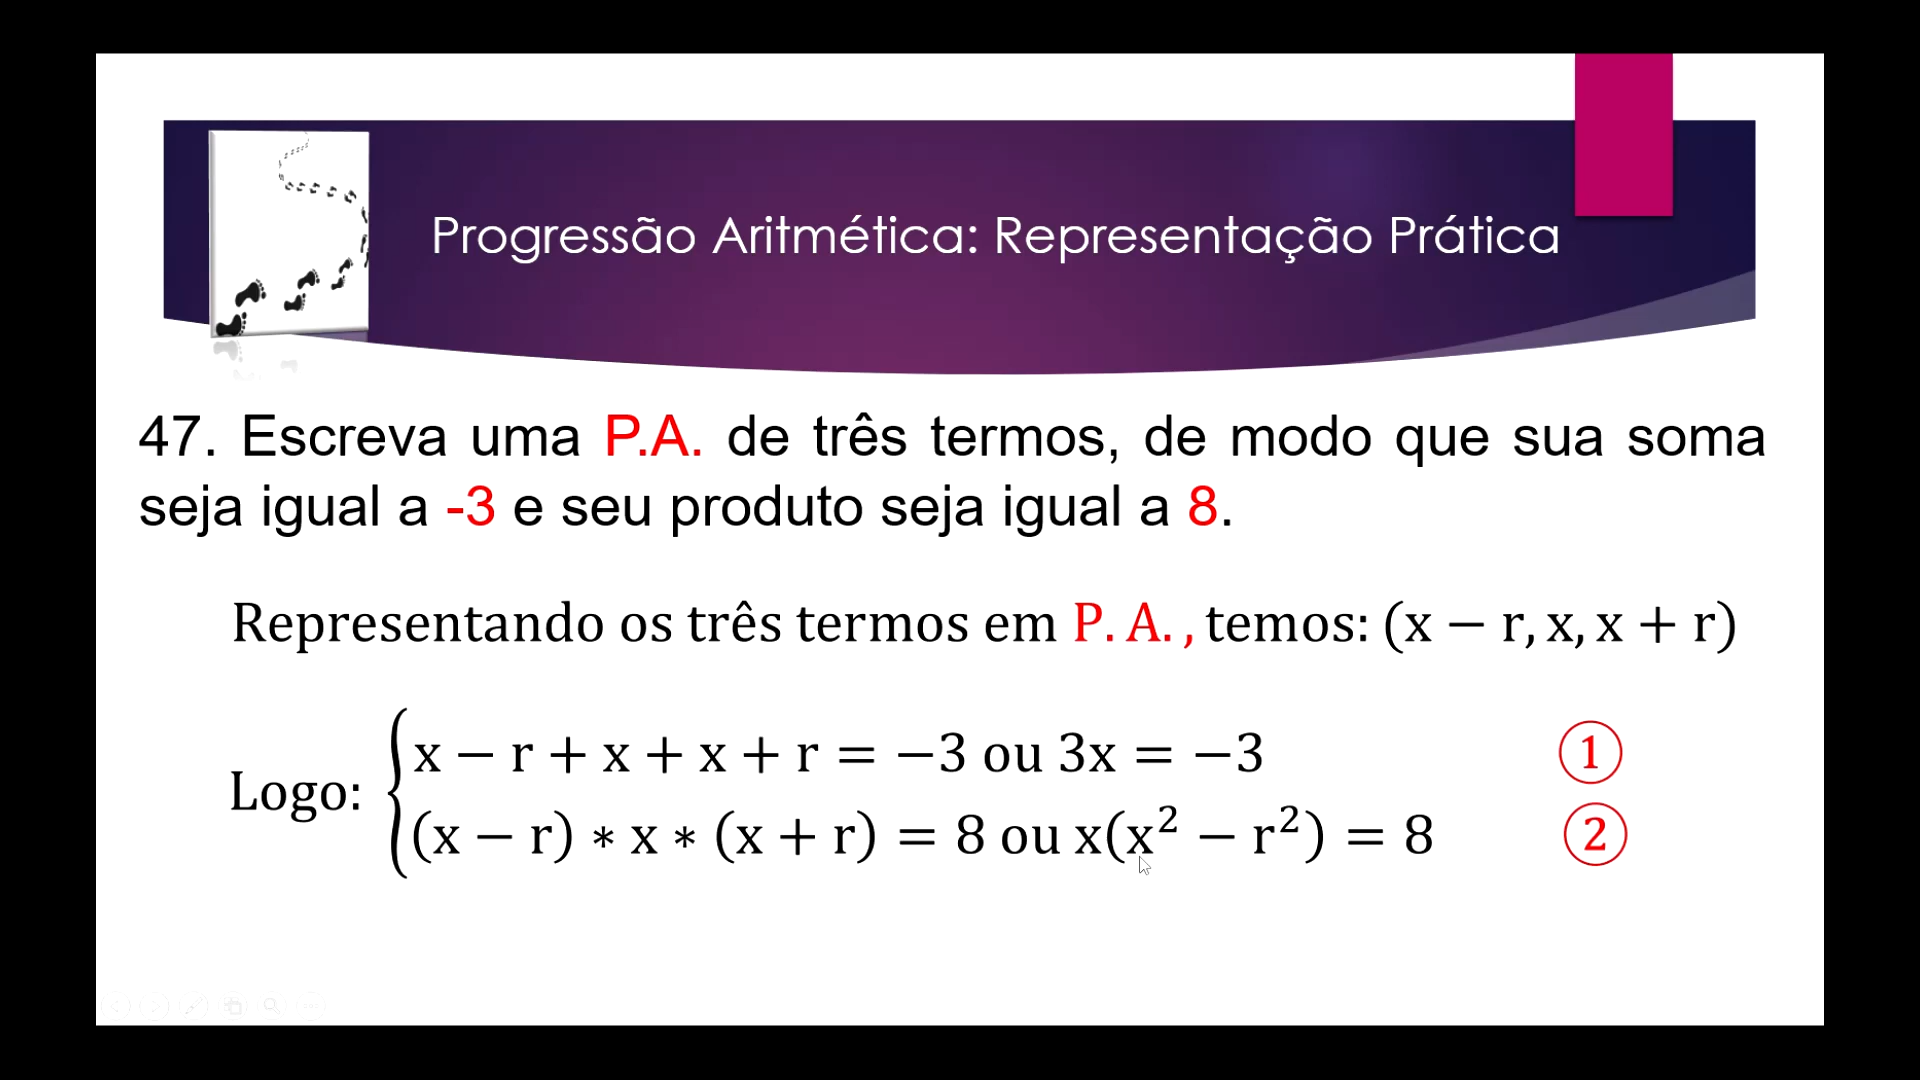 Progressão Aritmética: Representação Prática
47. Escreva uma P.A. de três termos, de modo que sua soma
seja igual a -3 e seu produto seja igual a 8.
Representando os três termos em P. A. , temos: (x − r, x, x + r)
Logo: { x − r + x + x + r = −3 ou 3x = −3 ①
(x − r) ∗ x ∗ (x + r) = 8 ou x(x² − r²) = 8 ②